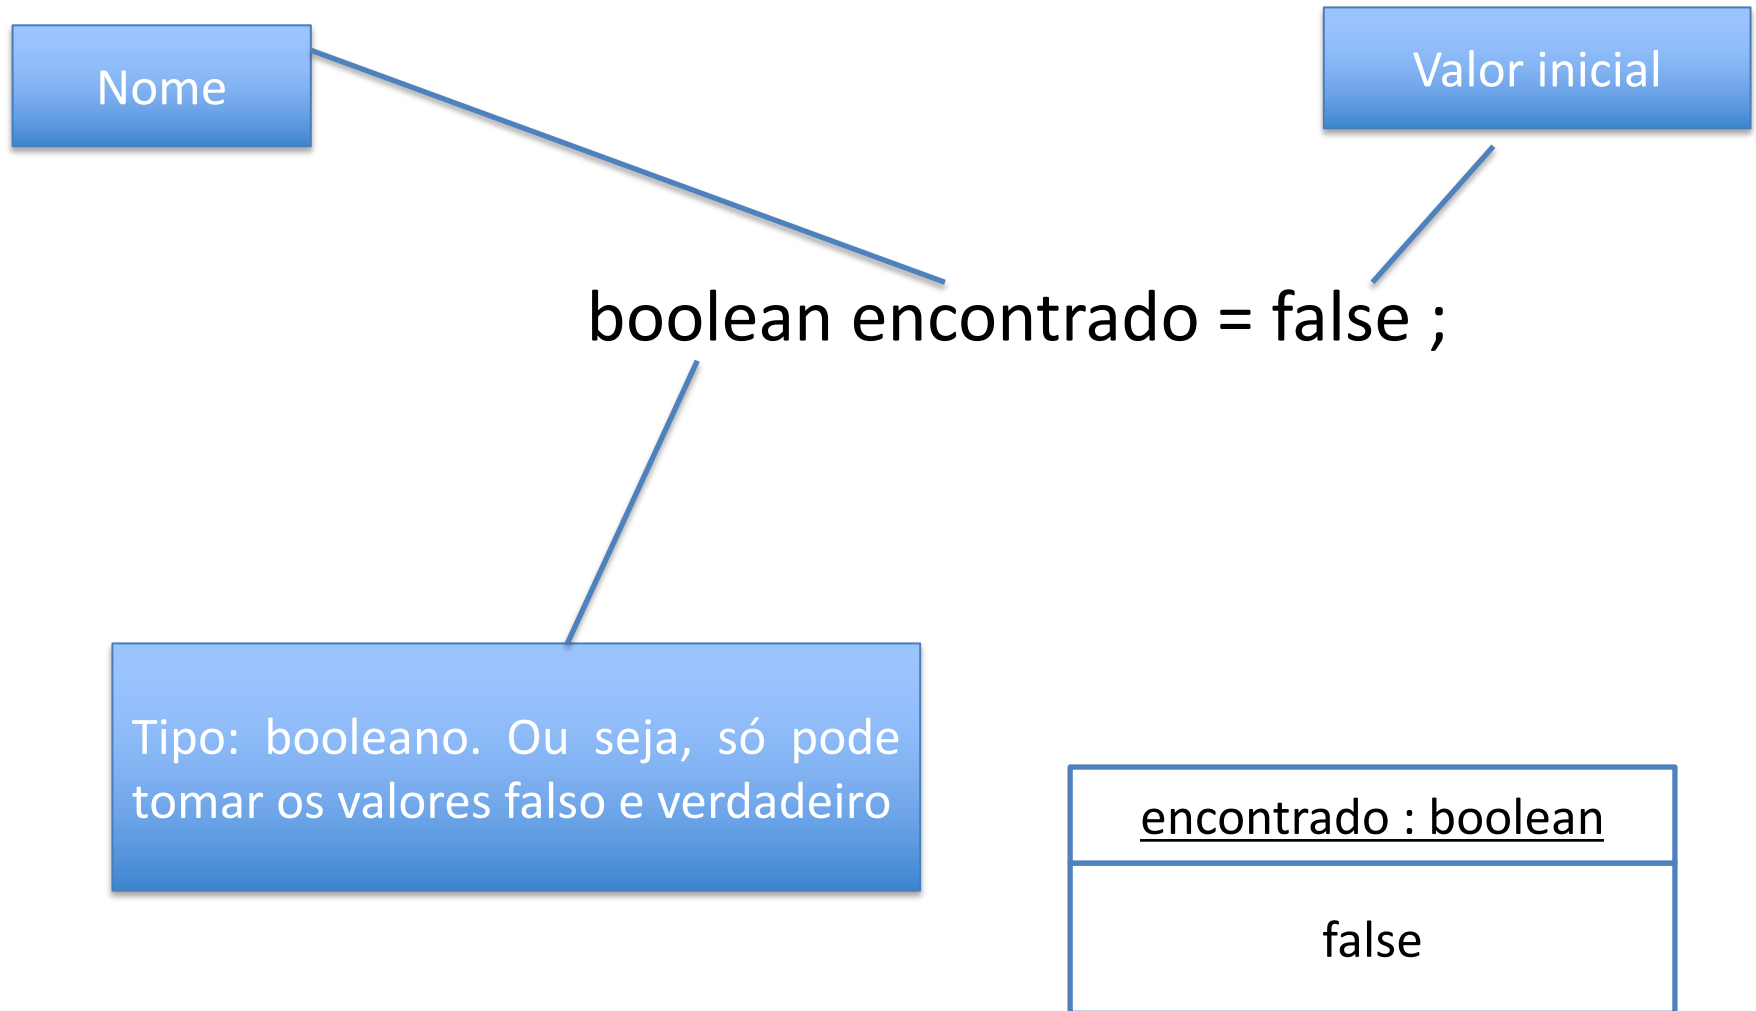 Nome
Valor inicial
boolean encontrado = false ;
Tipo: booleano. Ou seja, só pode
tomar os valores falso e verdadeiro
encontrado : boolean
false